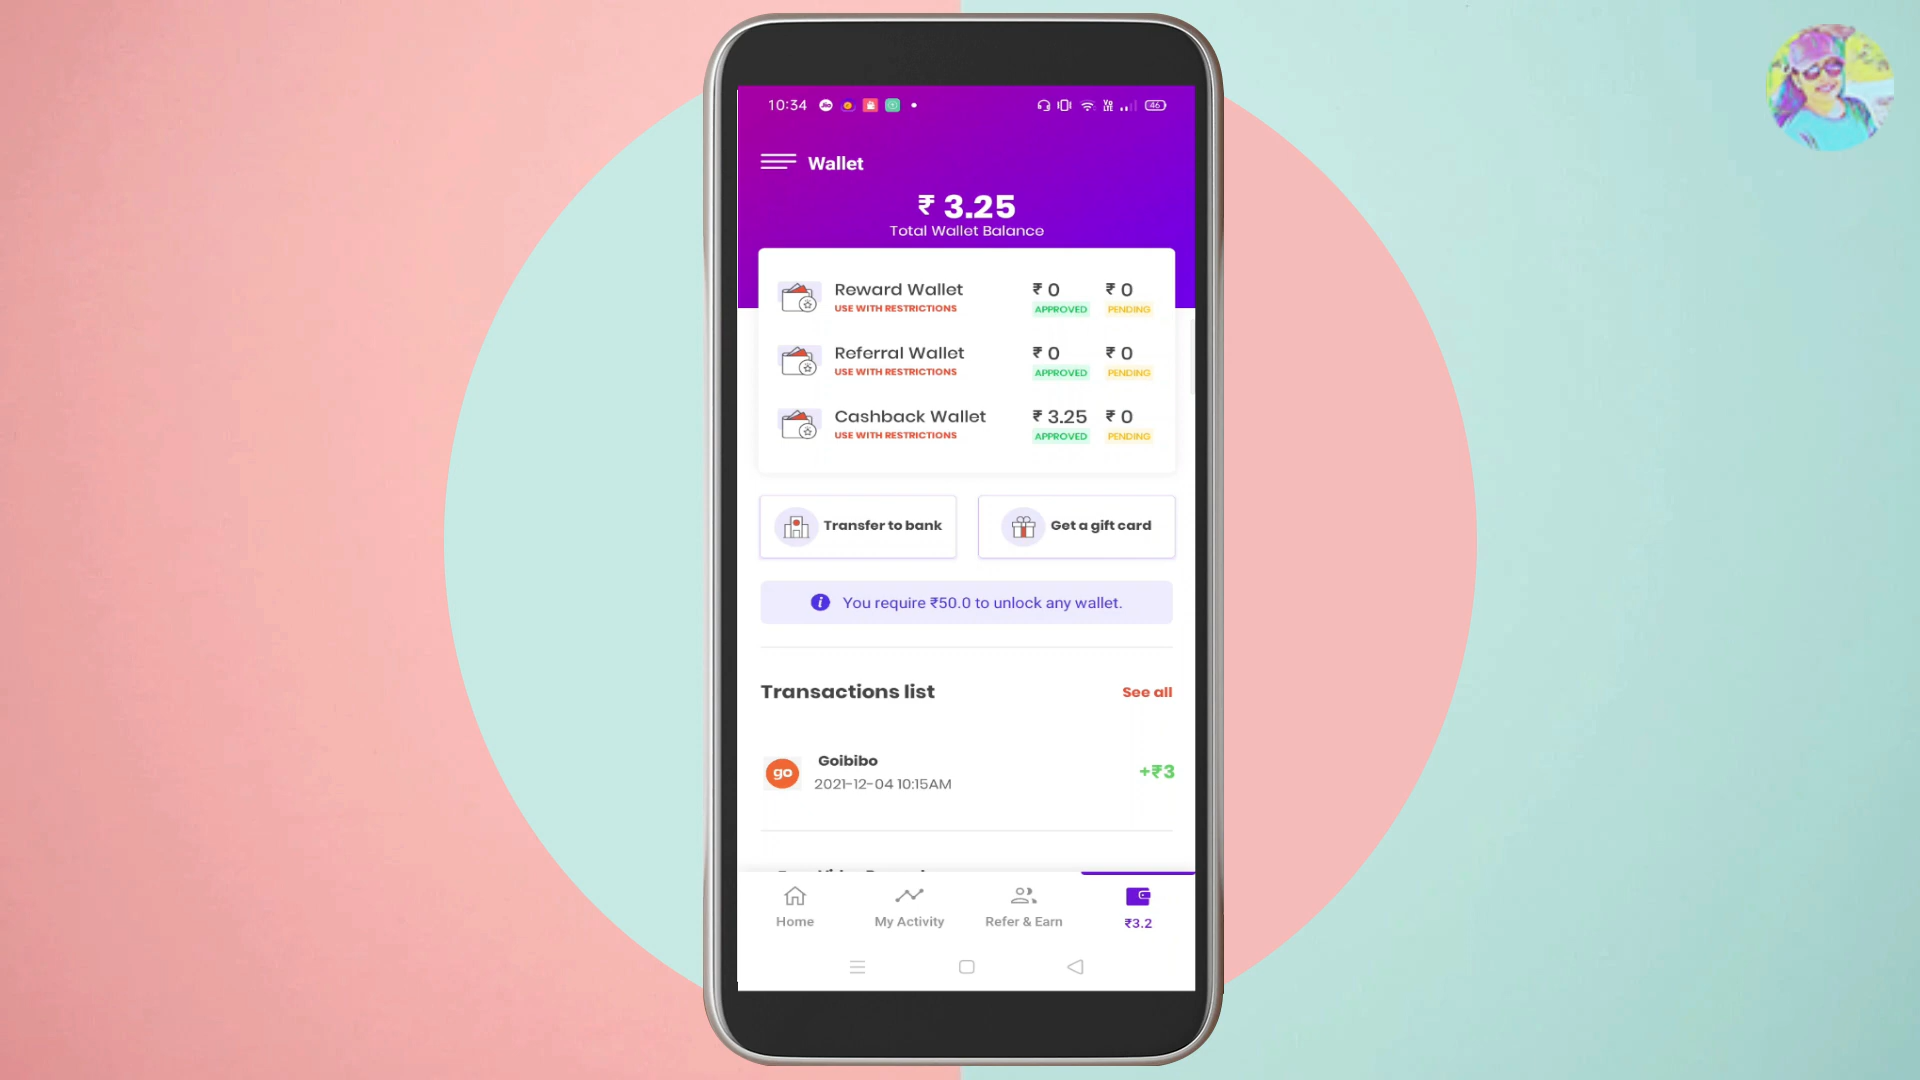 10:34
46
Wallet
₹ 3.25
Total Wallet Balance
Reward Wallet ₹ 0 ₹ 0
USE WITH RESTRICTIONS APPROVED PENDING
Referral Wallet ₹ 0 ₹ 0
USE WITH RESTRICTIONS APPROVED PENDING
Cashback Wallet ₹ 3.25 ₹ 0
USE WITH RESTRICTIONS APPROVED PENDING
Transfer to bank
Get a gift card
You require ₹50.0 to unlock any wallet.
Transactions list See all
go
Goibibo
2021-12-04 10:15AM
+₹3
Home
My Activity
Refer & Earn
₹3.2